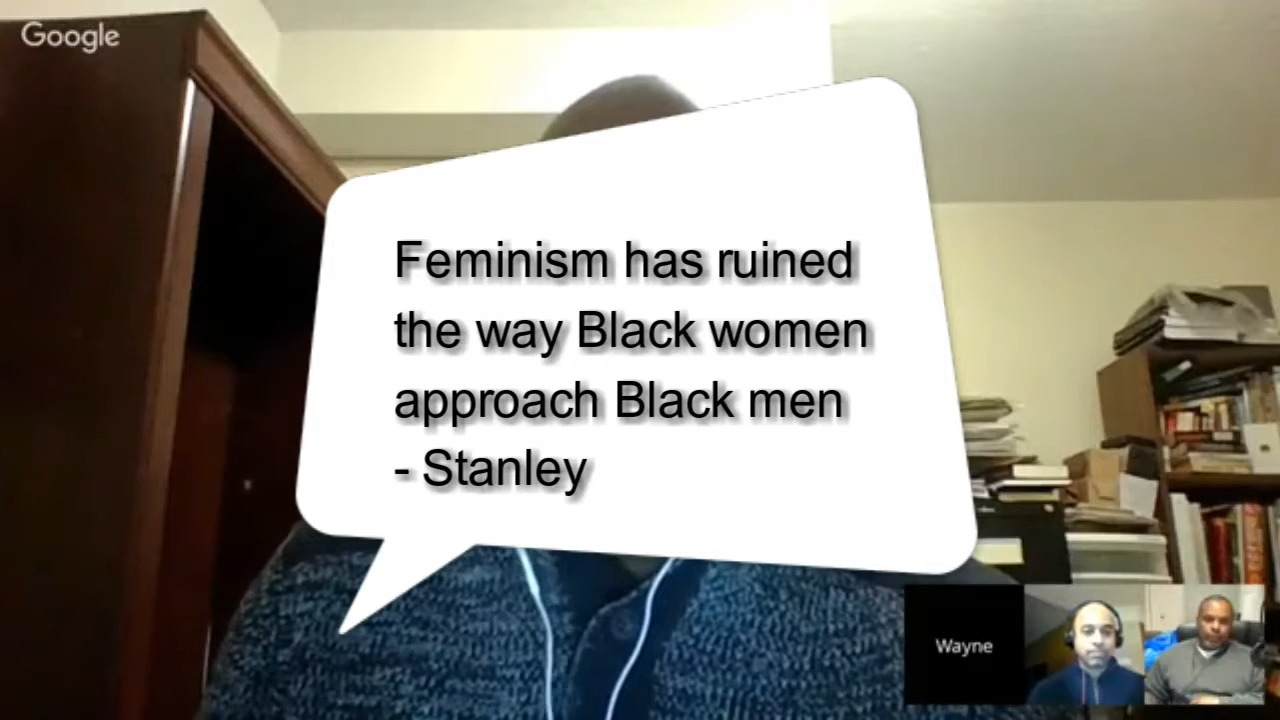 Google
Feminism has ruined
the way Black women
approach Black men
- Stanley
Wayne